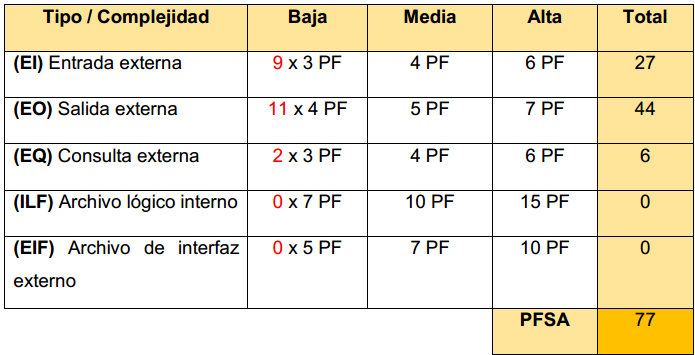 Tipo / Complejidad Baja Media Alta Total
(EI) Entrada externa 9 x 3 PF 4 PF 6 PF 27
(EO) Salida externa 11 x 4 PF 5 PF 7 PF 44
(EQ) Consulta externa 2 x 3 PF 4 PF 6 PF 6
(ILF) Archivo lógico interno 0 x 7 PF 10 PF 15 PF 0
(EIF) Archivo de interfaz 0 x 5 PF 7 PF 10 PF 0
externo
PFSA 77